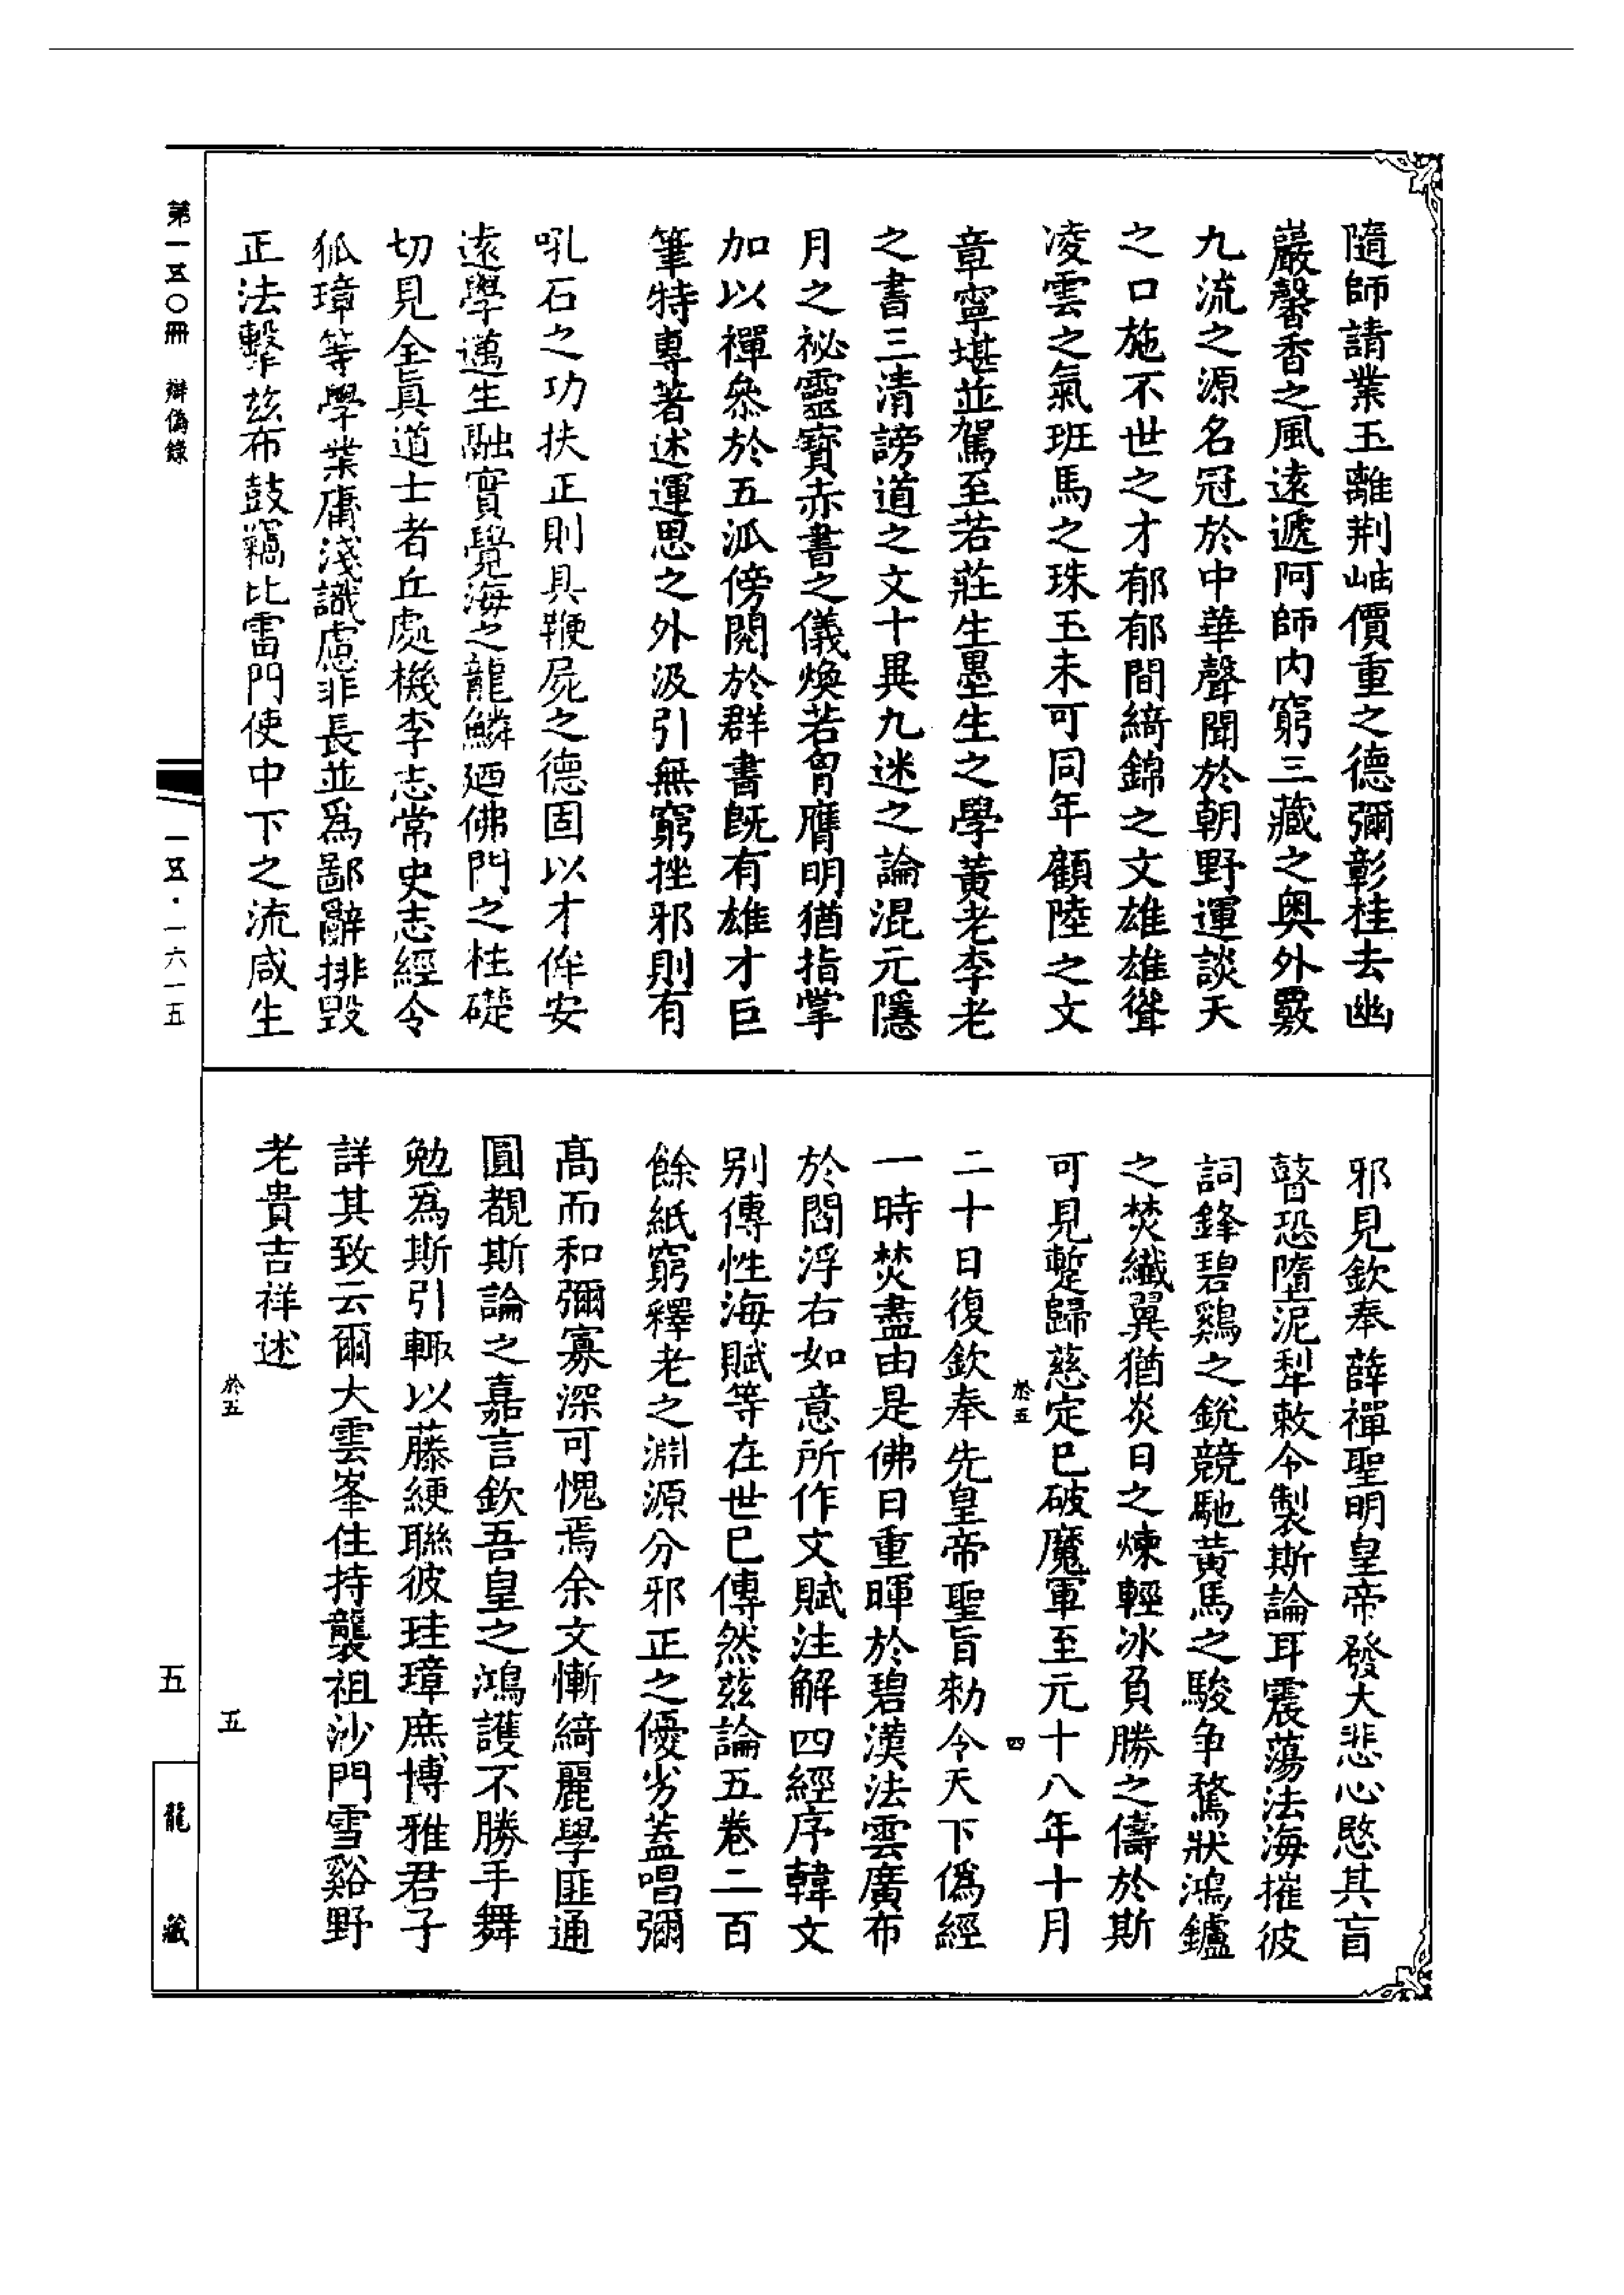 隨師請業玉離荆岫價重之德彌彰桂去幽
巖馨香之風遠遞阿師内窮三藏之奥外覈
九流之源名冠於中華聲聞於朝野運談天
之口施不世之才郁郁間綺錦之文雄雄聳
凌雲之氣班馬之珠玉未可同年顧陸之文
章寧堪並駕至若莊生墨生之學黃老李老
之書三清謗道之文十異九迷之論混元隱
月之祕靈寶赤書之儀煥若胷膺明猶指掌
加以禪叅於五派傍閱於群書旣有雄才巨
筆特專著述運思之外汲引無窮挫邪則有
吼石之功扶正則具鞭屍之德固以才侔安
遠學邁生融實覺海之龍鱗廼佛門之柱礎
切見全眞道士者丘處機李志常史志經令
狐璋等學業庸淺識慮非長並爲鄙辭排毁
正法擊兹布鼓竊比雷門使中下之流咸生
邪見欽奉薛禪聖明皇帝發大悲心愍其盲
瞽恐墮泥犁敕令製斯論耳震蕩法海摧彼
詞鋒碧鷄之銳競馳黃馬之駿争騖狀鴻鑪
之焚纖翼猶炎日之煉輕冰負勝之儔於斯
可見蹔歸慈定已破魔軍至元十八年十月
於五
四
二十日復欽奉先皇帝聖旨勑令天下僞經
一時焚盡由是佛日重暉於碧漢法雲廣布
於閻浮右如意所作文賦注解四經序韓文
别傳性海賦等在世已傳然兹論五卷二百
餘紙窮釋老之淵源分邪正之優劣蓋唱彌
高而和彌寡深可愧焉余文慚綺麗學匪通
圓覩斯論之嘉言欽吾皇之鴻護不勝手舞
勉爲斯引輙以藤綆聯彼珪璋庶博雅君子
詳其致云爾大雲峯住持襲祖沙門雪谿野
老貴吉祥述
於五
五
第一五〇冊 辯僞錄
一五·一六一五
五
龍藏